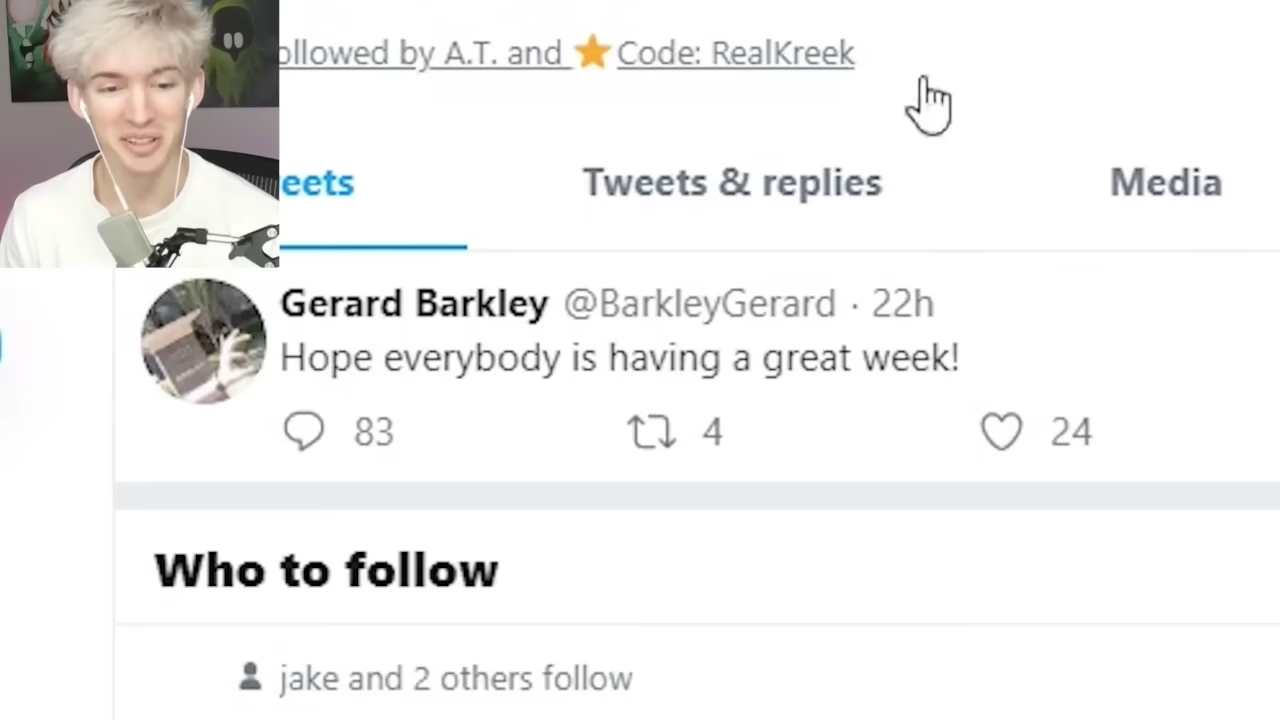 ollowed by A.T. and ⭐ Code: RealKreek
eets
Tweets & replies
Media
Gerard Barkley @BarkleyGerard · 22h
Hope everybody is having a great week!
83
4
24
Who to follow
jake and 2 others follow